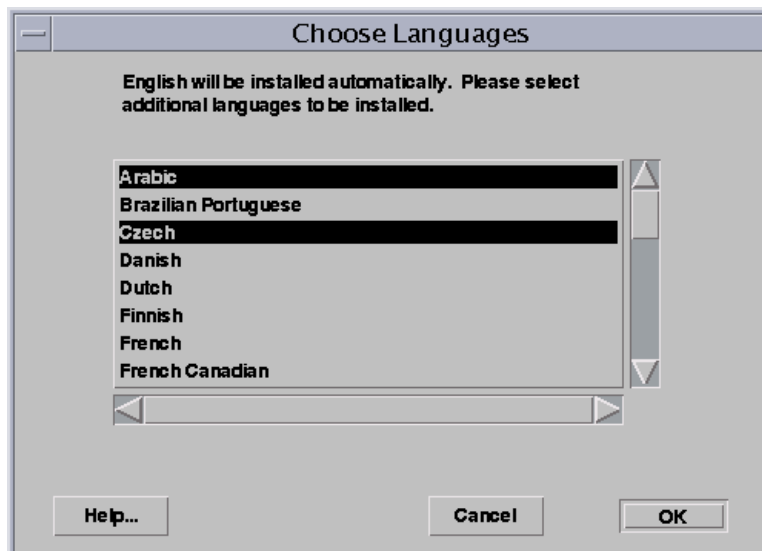 Choose Languages
English will be installed automatically. Please select
additional languages to be installed.
Arabic
Brazilian Portuguese
Czech
Danish
Dutch
Finnish
French
French Canadian
Help...
Cancel
OK